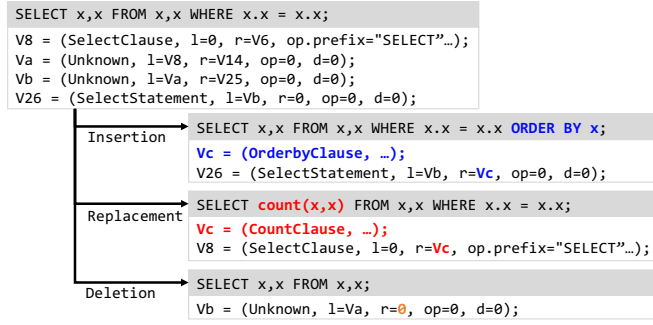 SELECT x,x FROM x,x WHERE x.x = x.x;
V8 = (SelectClause, l=0, r=V6, op.prefix="SELECT”…);
Va = (Unknown, l=V8, r=V14, op=0, d=0);
Vb = (Unknown, l=Va, r=V25, op=0, d=0);
V26 = (SelectStatement, l=Vb, r=0, op=0, d=0);
Insertion
SELECT x,x FROM x,x WHERE x.x = x.x ORDER BY x;
Vc = (OrderbyClause, …);
V26 = (SelectStatement, l=Vb, r=Vc, op=0, d=0);
Replacement
SELECT count(x,x) FROM x,x WHERE x.x = x.x;
Vc = (CountClause, …);
V8 = (SelectClause, l=0, r=Vc, op.prefix="SELECT”…);
Deletion
SELECT x,x FROM x,x;
Vb = (Unknown, l=Va, r=0, op=0, d=0);